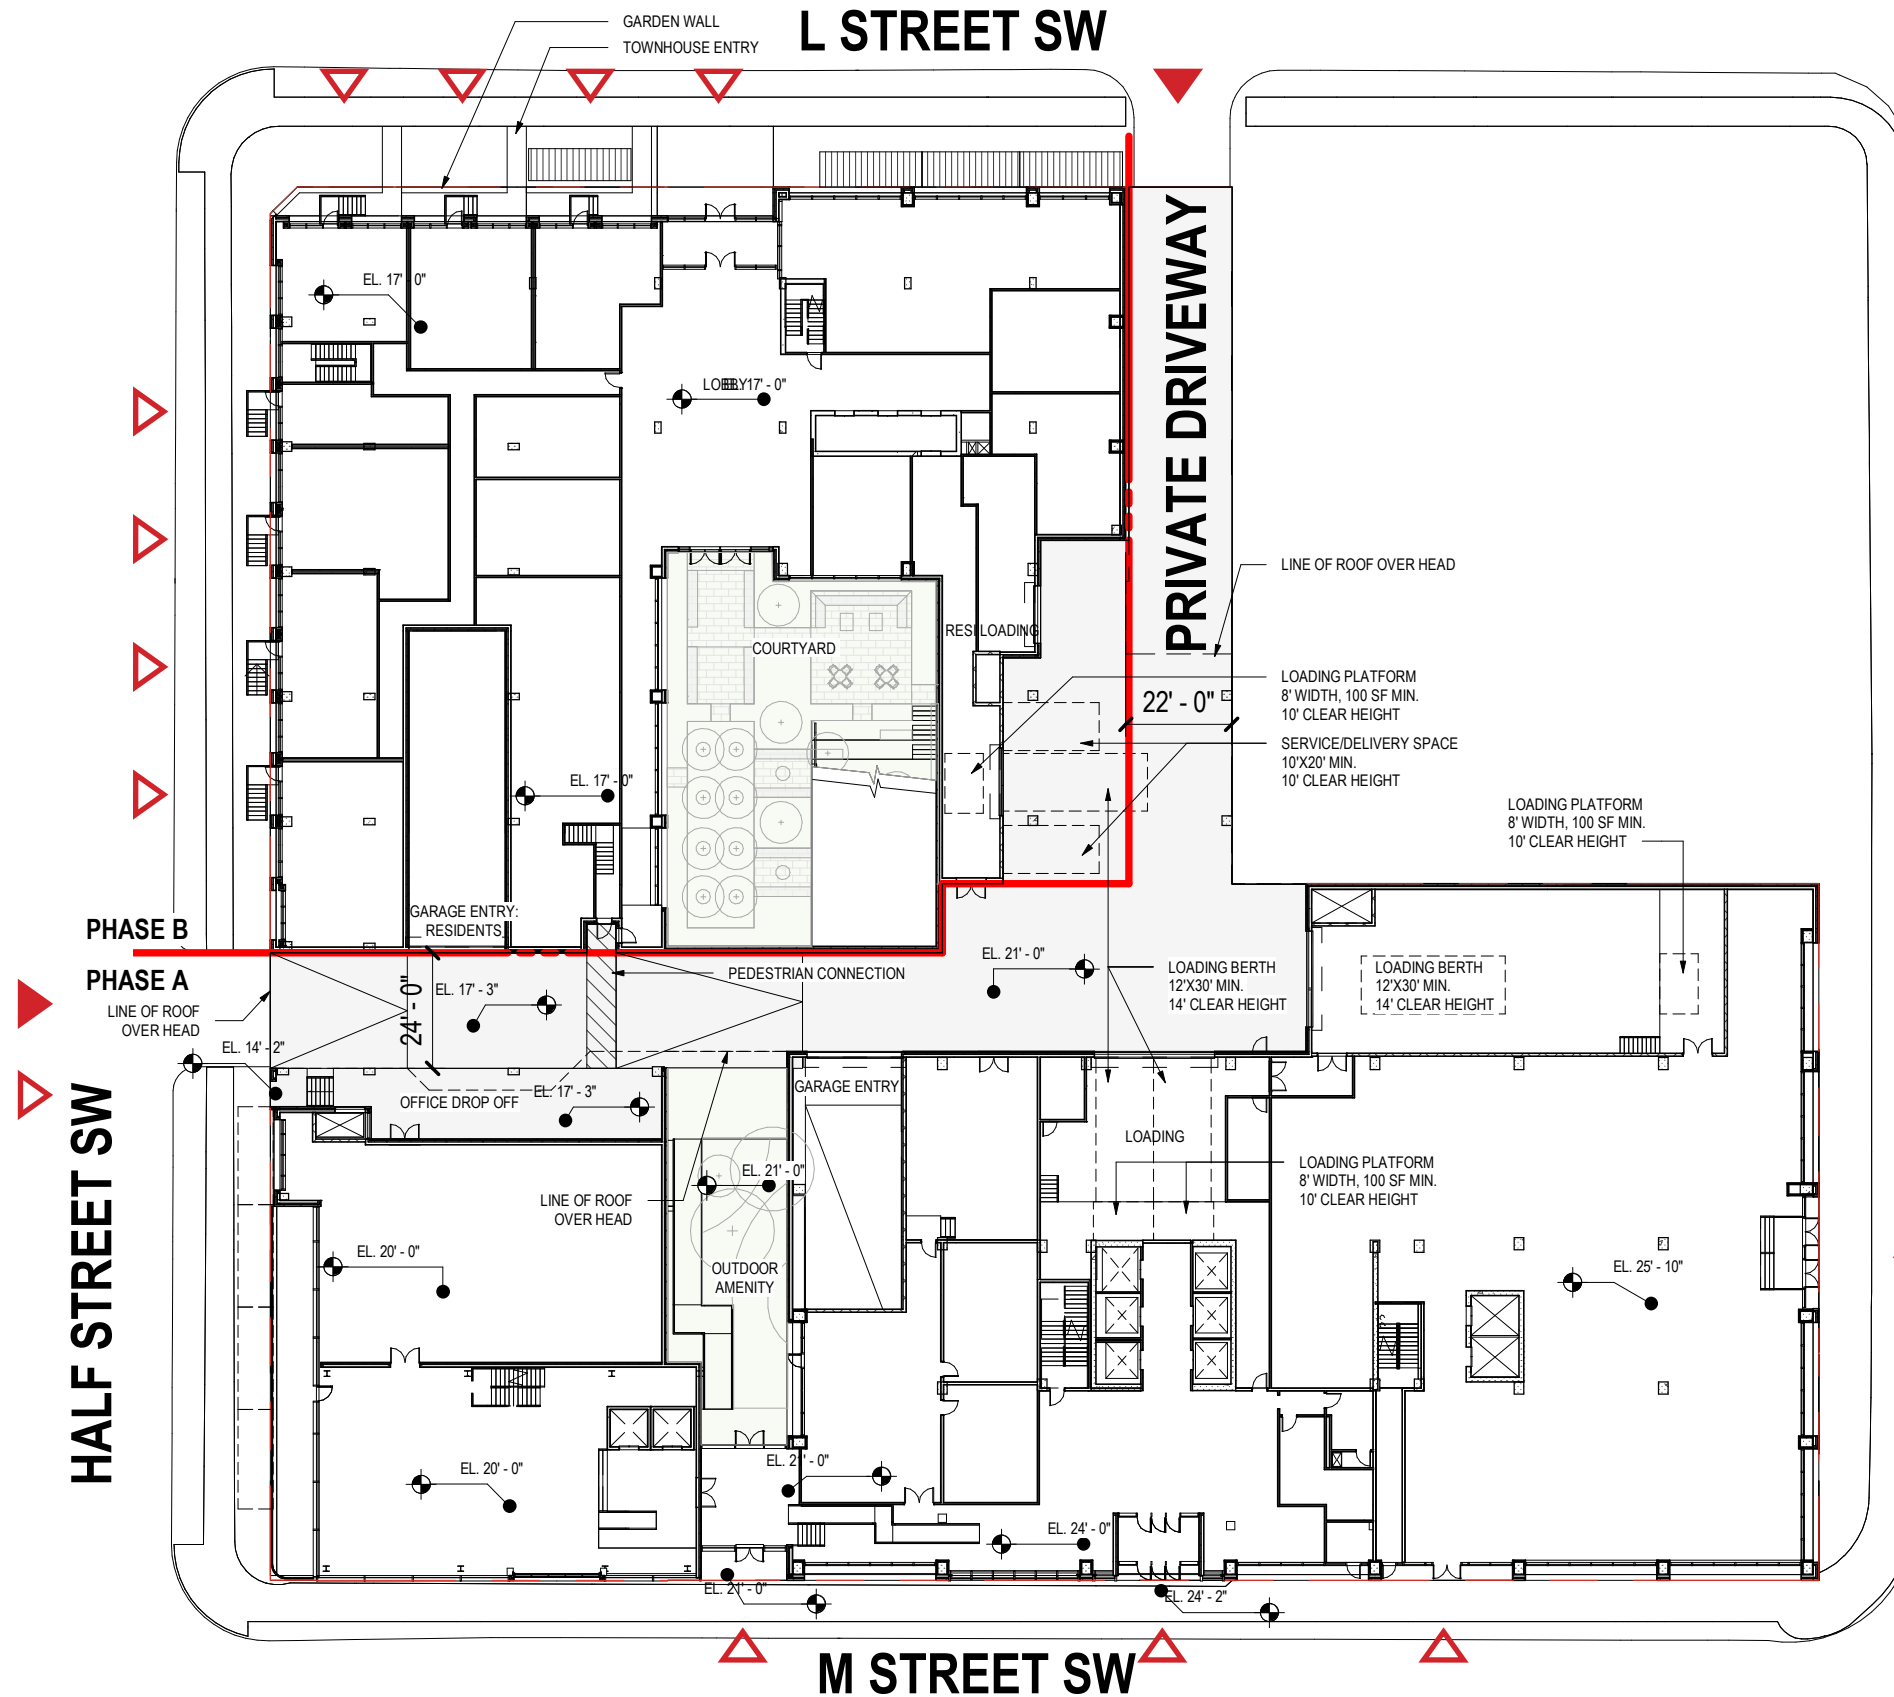 GARDEN WALL
TOWNHOUSE ENTRY
L STREET SW
PRIVATE DRIVEWAY
EL. 17' - 0"
LOBBY
EL. 17' - 0"
LINE OF ROOF OVER HEAD
COURTYARD
RESI LOADING
LOADING PLATFORM
8' WIDTH, 100 SF MIN.
10' CLEAR HEIGHT
22' - 0"
SERVICE/DELIVERY SPACE
10'X20' MIN.
10' CLEAR HEIGHT
EL. 17' - 0"
LOADING PLATFORM
8' WIDTH, 100 SF MIN.
10' CLEAR HEIGHT
GARAGE ENTRY:
RESIDENTS
PHASE B
PHASE A
LINE OF ROOF
OVER HEAD
EL. 14' - 2"
24' - 0"
EL. 17' - 3"
PEDESTRIAN CONNECTION
EL. 21' - 0"
LOADING BERTH
12'X30' MIN.
14' CLEAR HEIGHT
LOADING BERTH
12'X30' MIN.
14' CLEAR HEIGHT
OFFICE DROP OFF
EL. 17' - 3"
GARAGE ENTRY
LOADING
LOADING PLATFORM
8' WIDTH, 100 SF MIN.
10' CLEAR HEIGHT
EL. 21' - 0"
LINE OF ROOF
OVER HEAD
HALF STREET SW
EL. 20' - 0"
OUTDOOR
AMENITY
EL. 25' - 10"
EL. 20' - 0"
EL. 21' - 0"
EL. 24' - 0"
EL. 21' - 0"
EL. 24' - 2"
M STREET SW